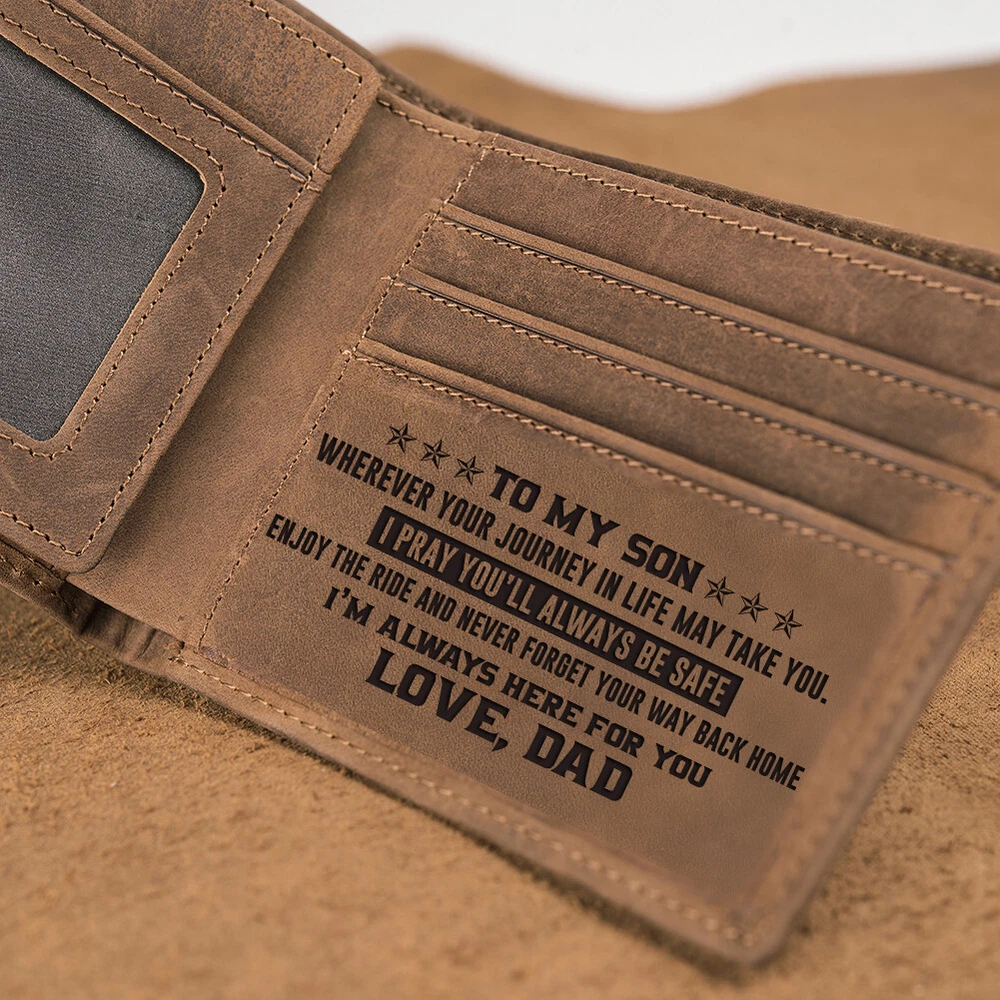 TO MY SON
WHEREVER YOUR JOURNEY IN LIFE MAY TAKE YOU.
I PRAY YOU'LL ALWAYS BE SAFE
ENJOY THE RIDE AND NEVER FORGET YOUR WAY BACK HOME
I'M ALWAYS HERE FOR YOU
LOVE, DAD